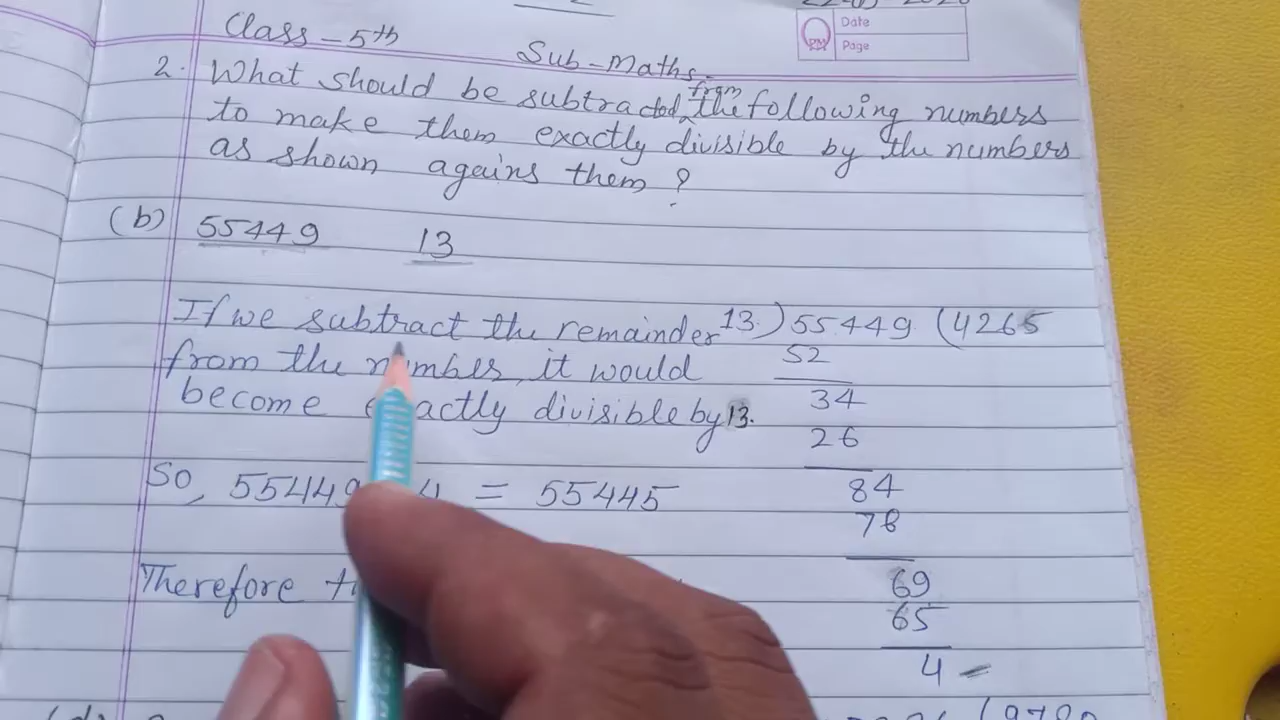 Class - 5th
Sub - Maths
Date
Page
2. What should be subtracted from the following numbers
to make them exactly divisible by the numbers
as shown agains them ?
(b) 55449 13
If we subtract the remainder
from the number, it would
become exactly divisible by 13.
So, 55449 4 = 55445
Therefore
13.) 55449 (4265
52
34
26
84
78
69
65
4